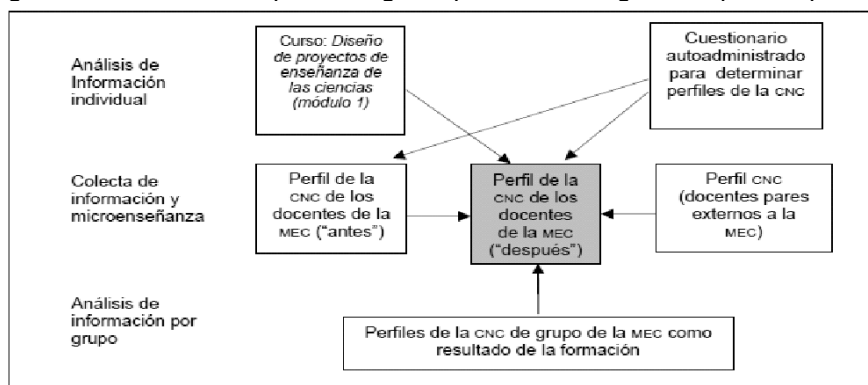 Análisis de
Información
individual
Curso: Diseño
de proyectos de
enseñanza de
las ciencias
(módulo 1)
Cuestionario
autoadministrado
para determinar
perfiles de la CNC
Colecta de
información y
microenseñanza
Perfil de la
CNC de los
docentes de la
MEC (“antes”)
Perfil de la
CNC de los
docentes
de la MEC
(“después”)
Perfil CNC
(docentes pares
externos a la
MEC)
Análisis de
información por
grupo
Perfiles de la CNC de grupo de la MEC como
resultado de la formación